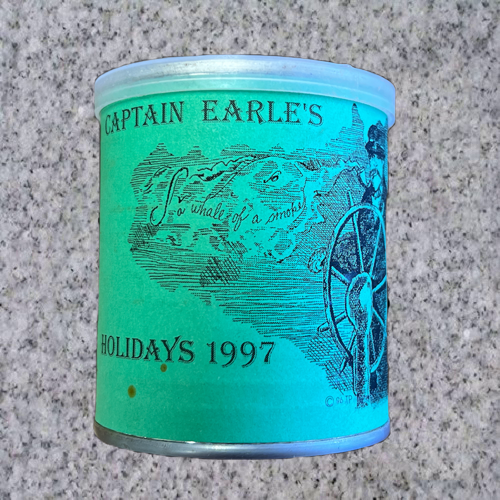 CAPTAIN EARLE'S
a whale of a smoke
HOLIDAYS 1997